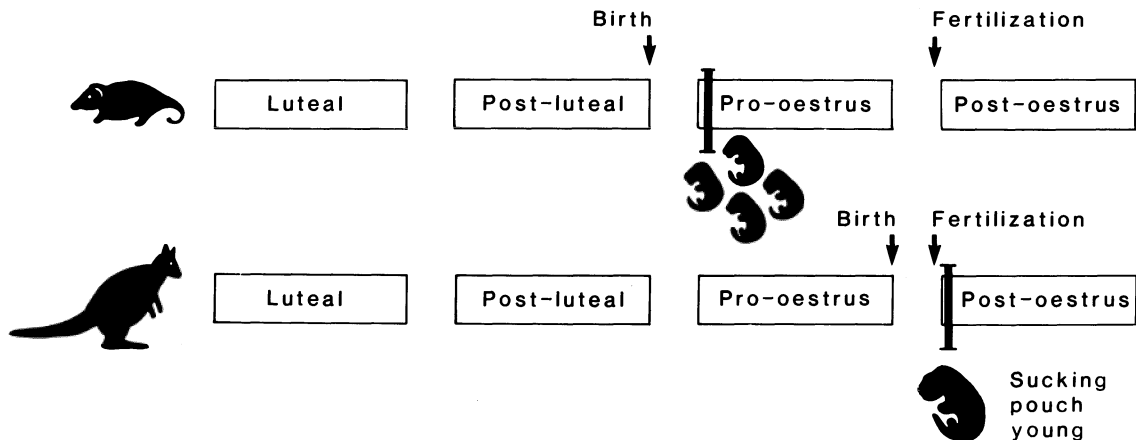 Birth
Fertilization
Luteal
Post-luteal
Pro-oestrus
Post-oestrus
Birth
Fertilization
Luteal
Post-luteal
Pro-oestrus
Post-oestrus
Sucking
pouch
young